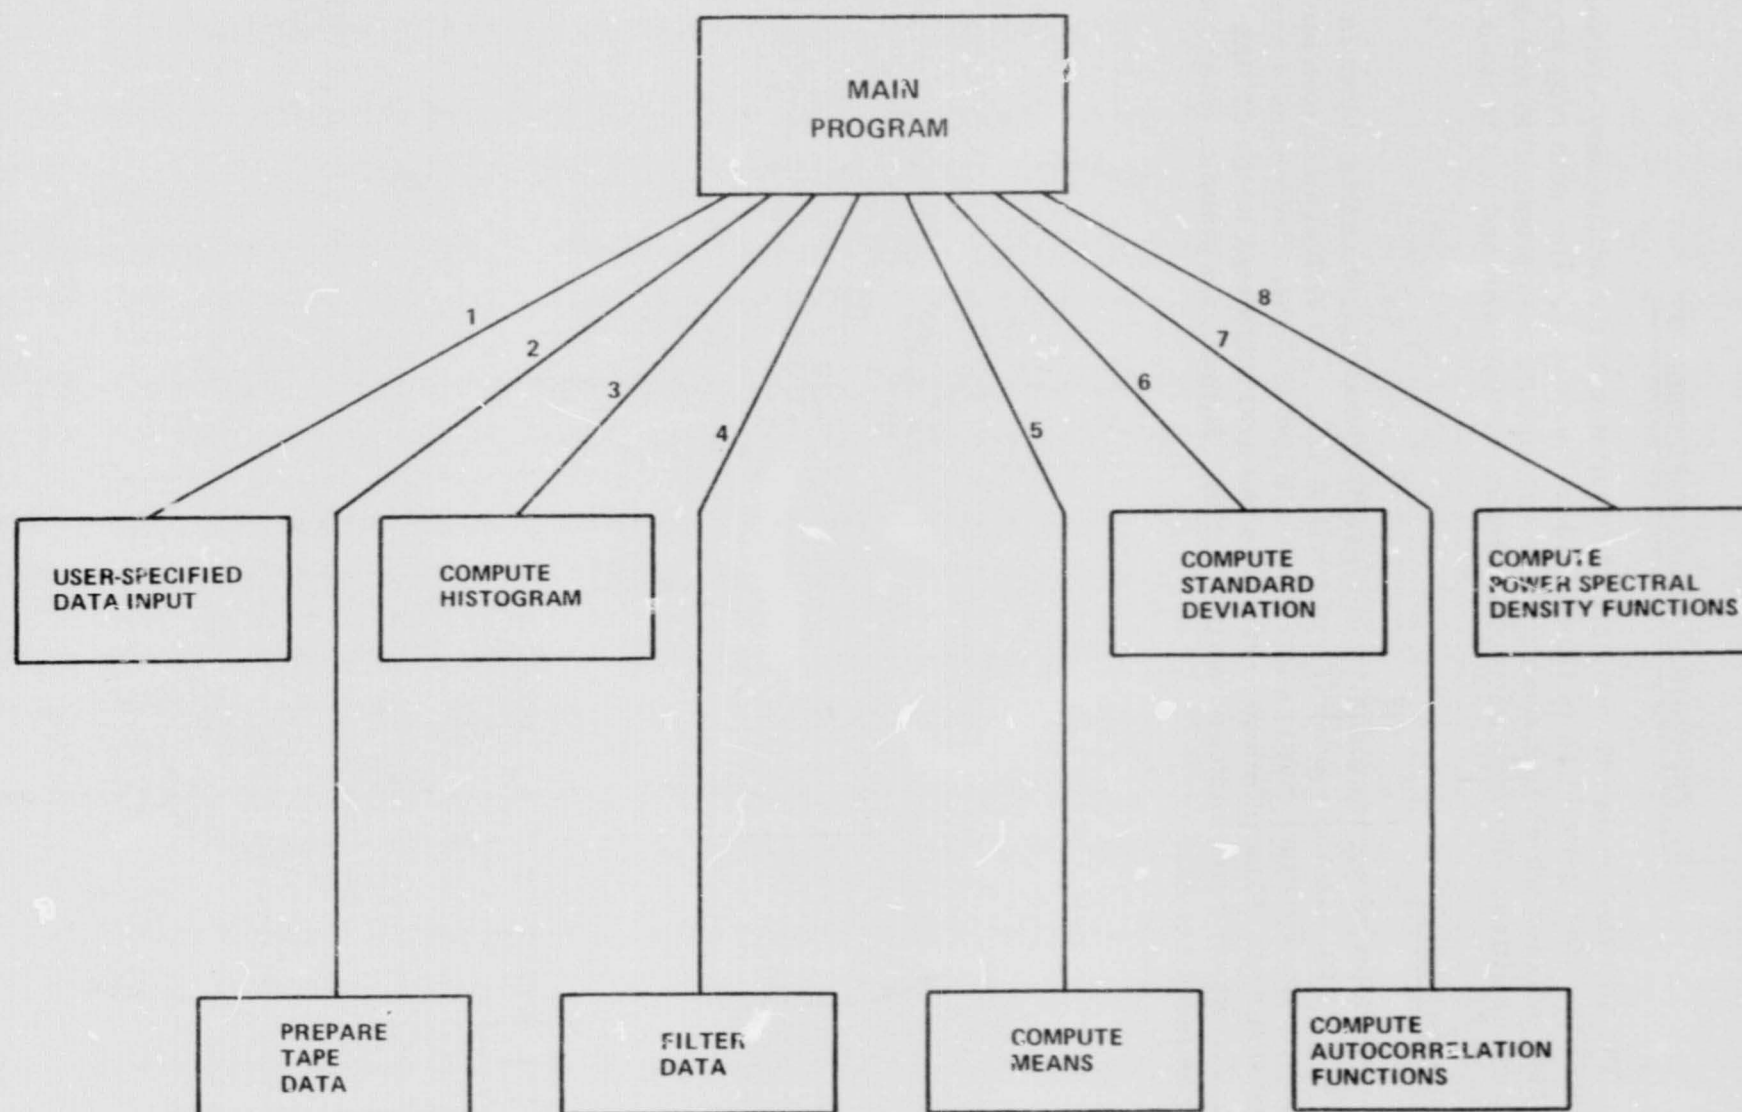 MAIN
PROGRAM
1
2
3
4
5
6
7
8
USER-SPECIFIED
DATA INPUT
COMPUTE
HISTOGRAM
COMPUTE
STANDARD
DEVIATION
COMPUTE
POWER SPECTRAL
DENSITY FUNCTIONS
PREPARE
TAPE
DATA
FILTER
DATA
COMPUTE
MEANS
COMPUTE
AUTOCORRELATION
FUNCTIONS